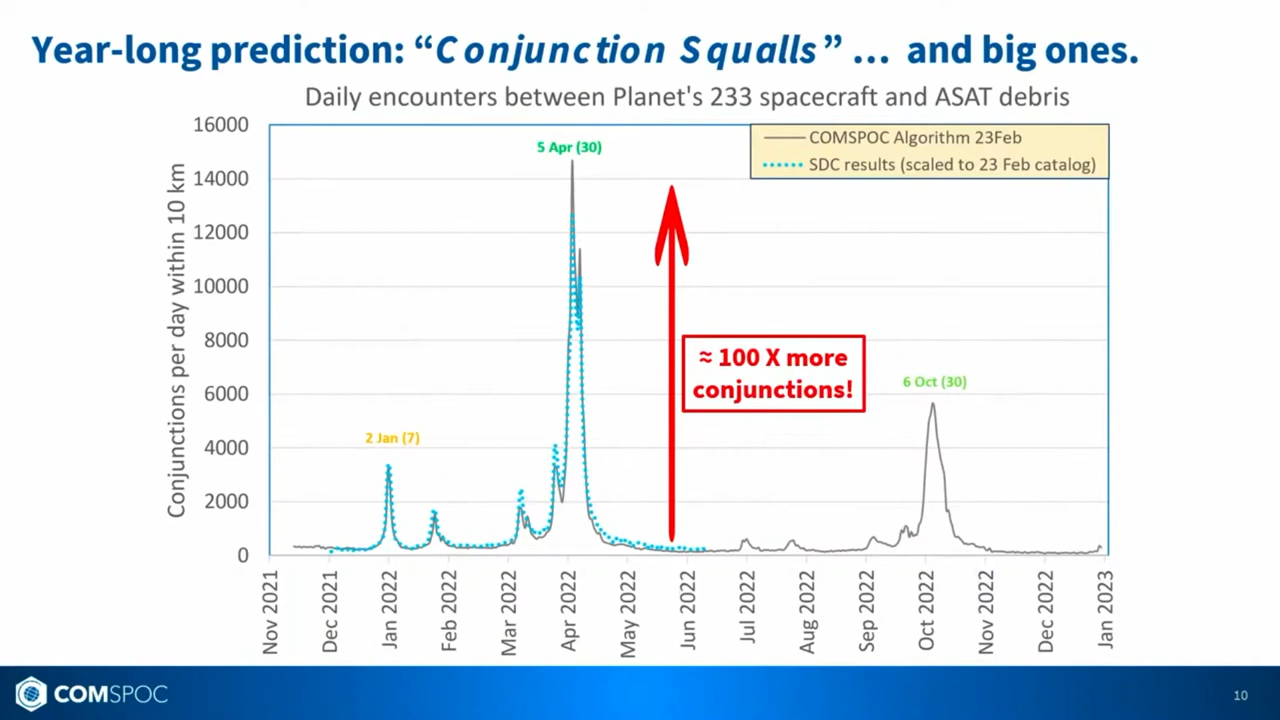 Year-long prediction: “Conjunction Squalls” ... and big ones.
Daily encounters between Planet's 233 spacecraft and ASAT debris
16000
14000
12000
10000
8000
6000
4000
2000
0
Conjunctions per day within 10 km
COMSPOC Algorithm 23Feb
SDC results (scaled to 23 Feb catalog)
5 Apr (30)
≈ 100 X more
conjunctions!
6 Oct (30)
2 Jan (7)
Nov 2021
Dec 2021
Jan 2022
Feb 2022
Mar 2022
Apr 2022
May 2022
Jun 2022
Jul 2022
Aug 2022
Sep 2022
Oct 2022
Nov 2022
Dec 2022
Jan 2023
COMSPOC
10